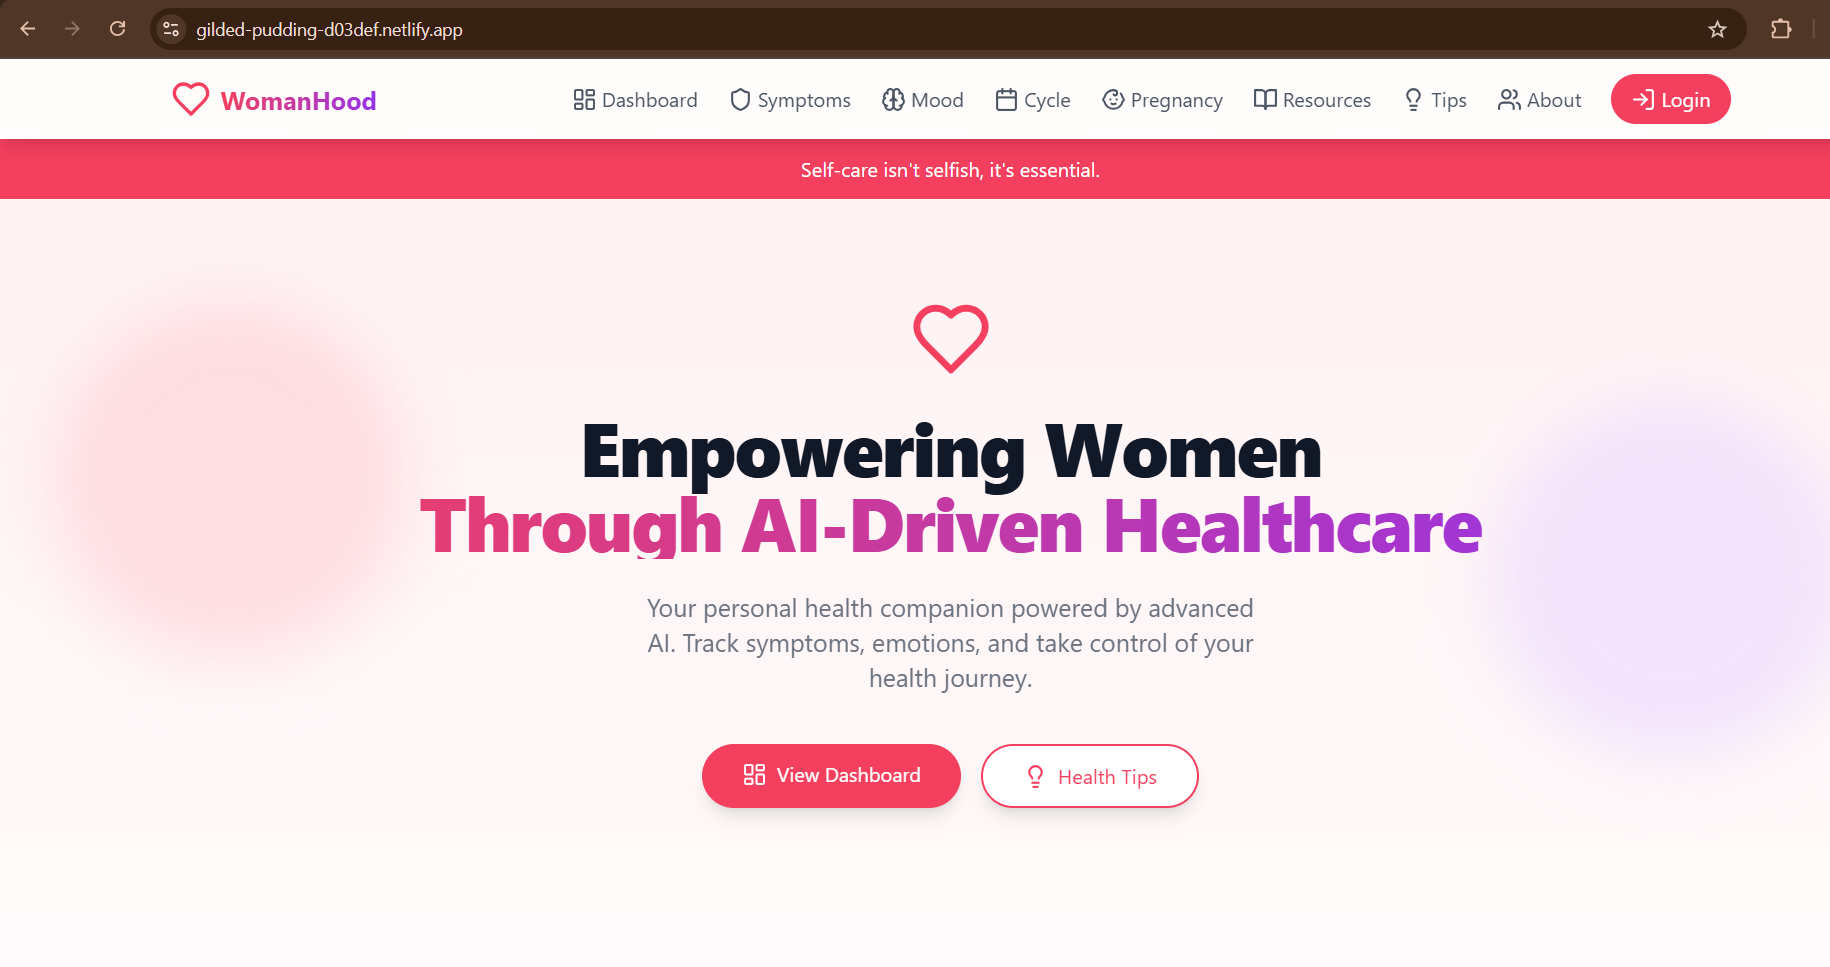 gilded-pudding-d03def.netlify.app
WomanHood
Dashboard
Symptoms
Mood
Cycle
Pregnancy
Resources
Tips
About
Login
Self-care isn't selfish, it's essential.
Empowering Women
Through AI-Driven Healthcare
Your personal health companion powered by advanced
AI. Track symptoms, emotions, and take control of your
health journey.
View Dashboard
Health Tips